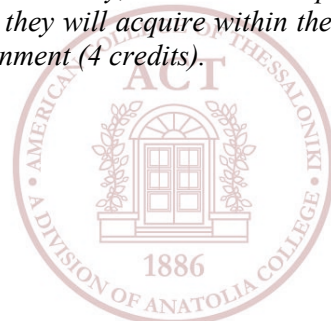 they will acquire within the
nment (4 credits).
AMERICAN COLLEGE OF THESSALONIKI
ACT
1886
A DIVISION OF ANATOLIA COLLEGE